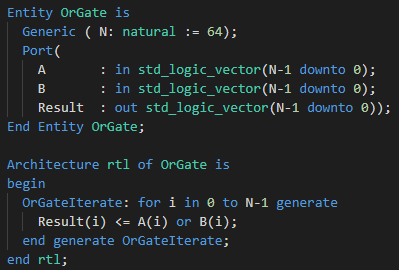 Entity OrGate is
  Generic ( N: natural := 64);
  Port(
    A       : in std_logic_vector(N-1 downto 0);
    B       : in std_logic_vector(N-1 downto 0);
    Result  : out std_logic_vector(N-1 downto 0));
End Entity OrGate;

Architecture rtl of OrGate is
begin
  OrGateIterate: for i in 0 to N-1 generate
    Result(i) <= A(i) or B(i);
  end generate OrGateIterate;
end rtl;